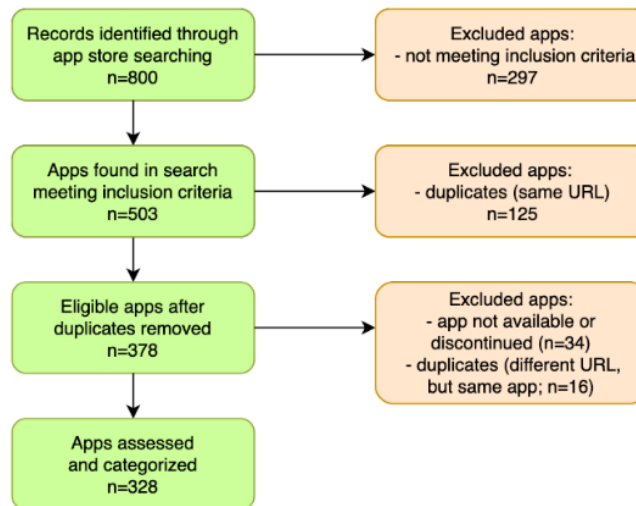 Records identified through
app store searching
n=800
Excluded apps:
- not meeting inclusion criteria
n=297
Apps found in search
meeting inclusion criteria
n=503
Excluded apps:
- duplicates (same URL)
n=125
Eligible apps after
duplicates removed
n=378
Excluded apps:
- app not available or
discontinued (n=34)
- duplicates (different URL,
but same app; n=16)
Apps assessed
and categorized
n=328